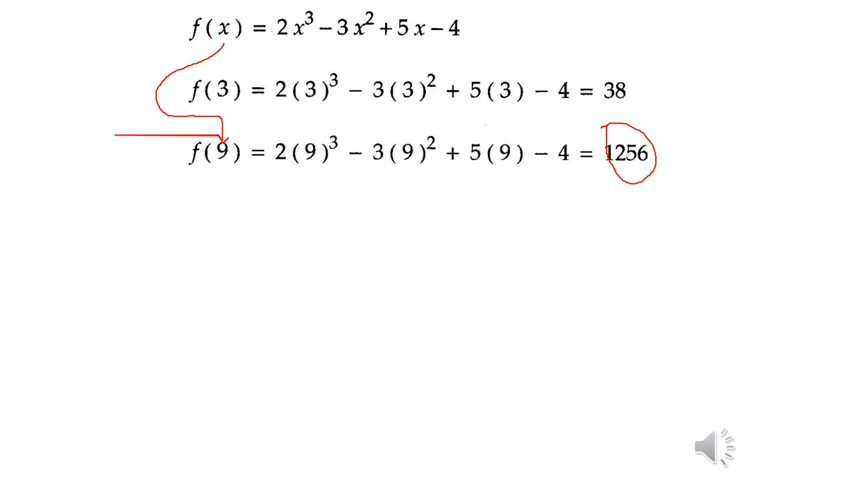 f(x) = 2x³ − 3x² + 5x − 4
f(3) = 2(3)³ − 3(3)² + 5(3) − 4 = 38
f(9) = 2(9)³ − 3(9)² + 5(9) − 4 = 1256